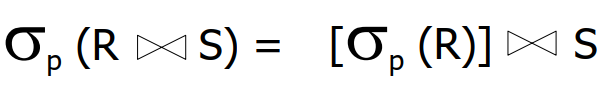 σp (R ⋈ S) = [σp (R)] ⋈ S